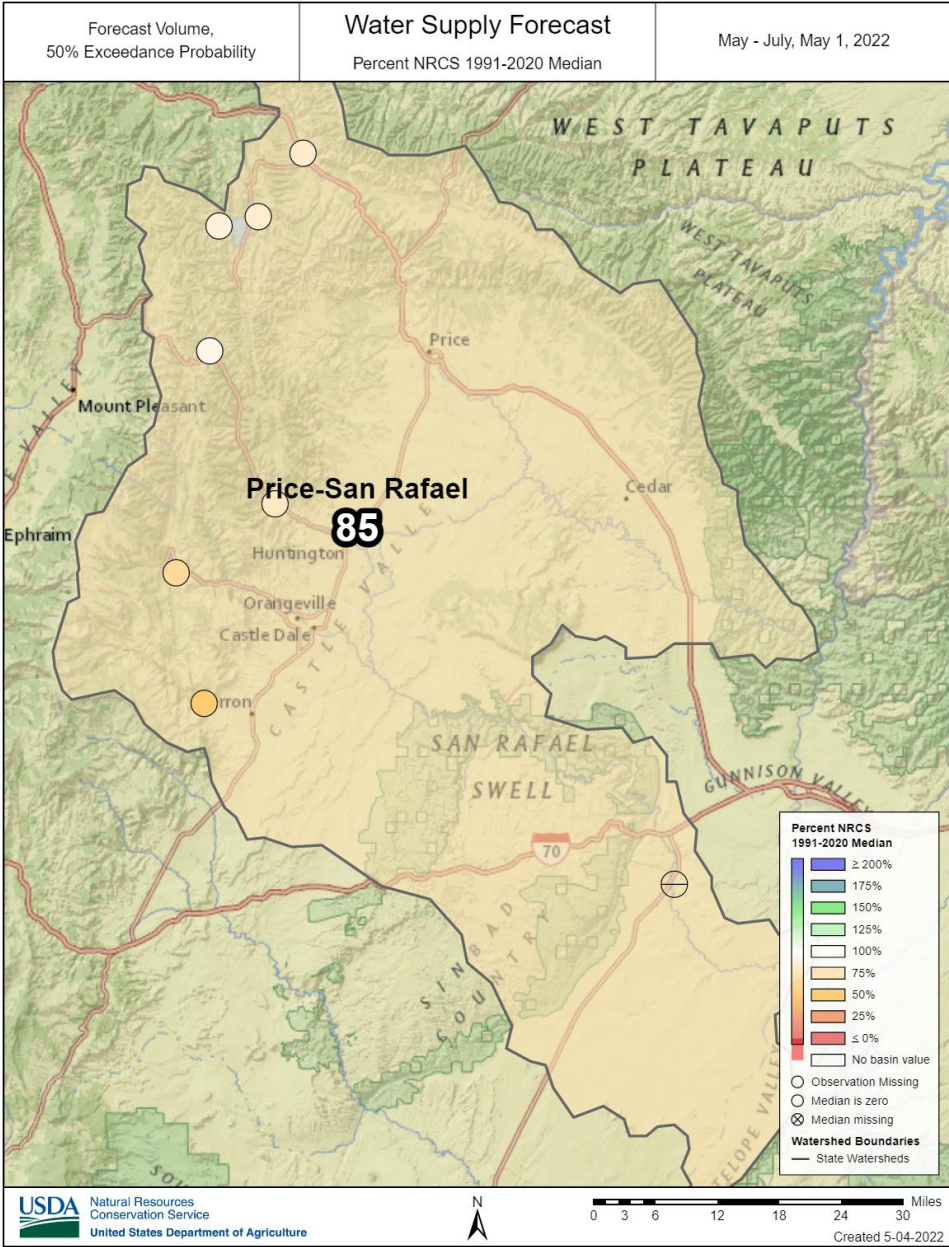 Forecast Volume,
50% Exceedance Probability
Water Supply Forecast
Percent NRCS 1991-2020 Median
May - July, May 1, 2022
WEST TAVAPUTS
PLATEAU
WEST TAVAPUTS
PLATEAU
Price
Mount Pleasant
E VALLEY
Price-San Rafael
85
Cedar
Ephraim
Huntington
Orangeville
Castle Dale
CASTLE VALLE
rron
SAN RAFAEL
SWELL
GUNNISON VALLEY
70
SINBAD
COUNTR
TELOPE VALLE
SOU
Percent NRCS
1991-2020 Median
≥ 200%
175%
150%
125%
100%
75%
50%
25%
≤ 0%
No basin value
Observation Missing
Median is zero
Median missing
Watershed Boundaries
State Watersheds
USDA
Natural Resources
Conservation Service
United States Department of Agriculture
N
Miles
0 3 6 12 18 24 30
Created 5-04-2022